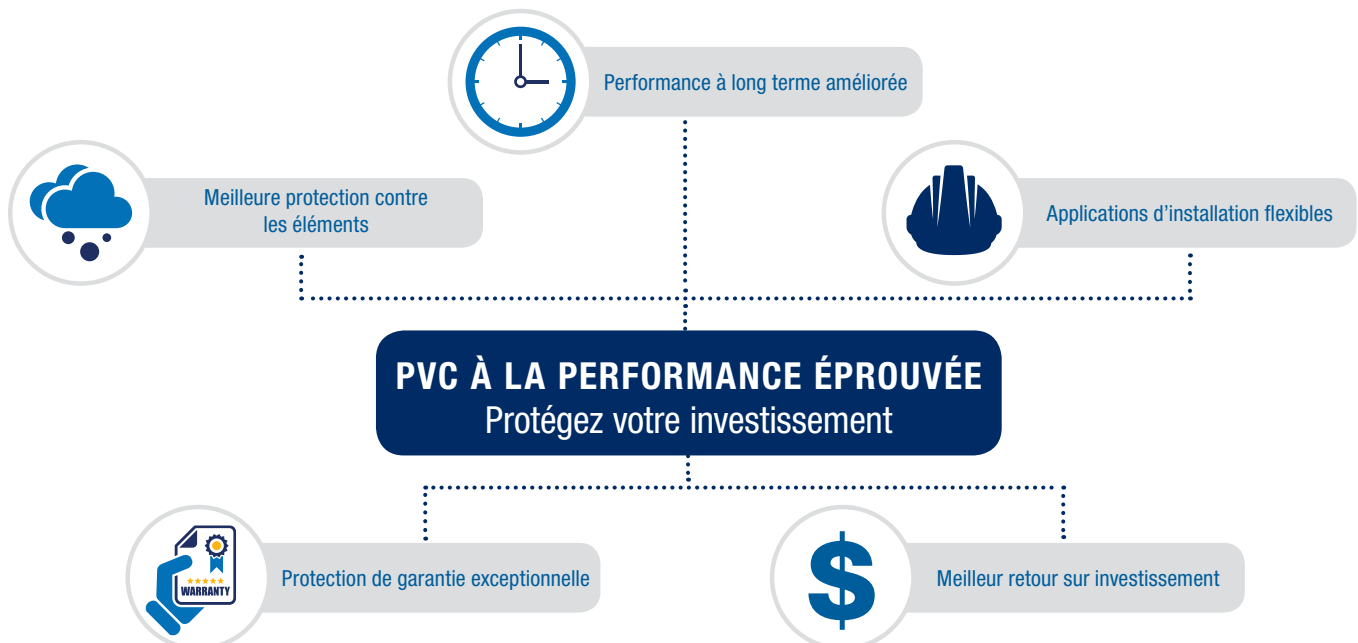 Performance à long terme améliorée
Meilleure protection contre
les éléments
Applications d’installation flexibles
PVC À LA PERFORMANCE ÉPROUVÉE
Protégez votre investissement
WARRANTY
Protection de garantie exceptionnelle
$
Meilleur retour sur investissement